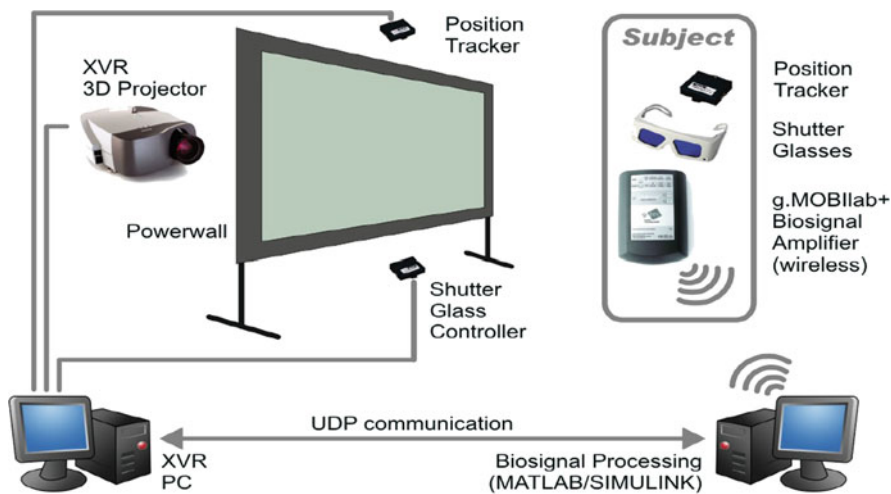 Position
Tracker
XVR
3D Projector
Powerwall
Shutter
Glass
Controller
Subject
Position
Tracker
Shutter
Glasses
g.MOBIlab+
Biosignal
Amplifier
(wireless)
UDP communication
XVR
PC
Biosignal Processing
(MATLAB/SIMULINK)